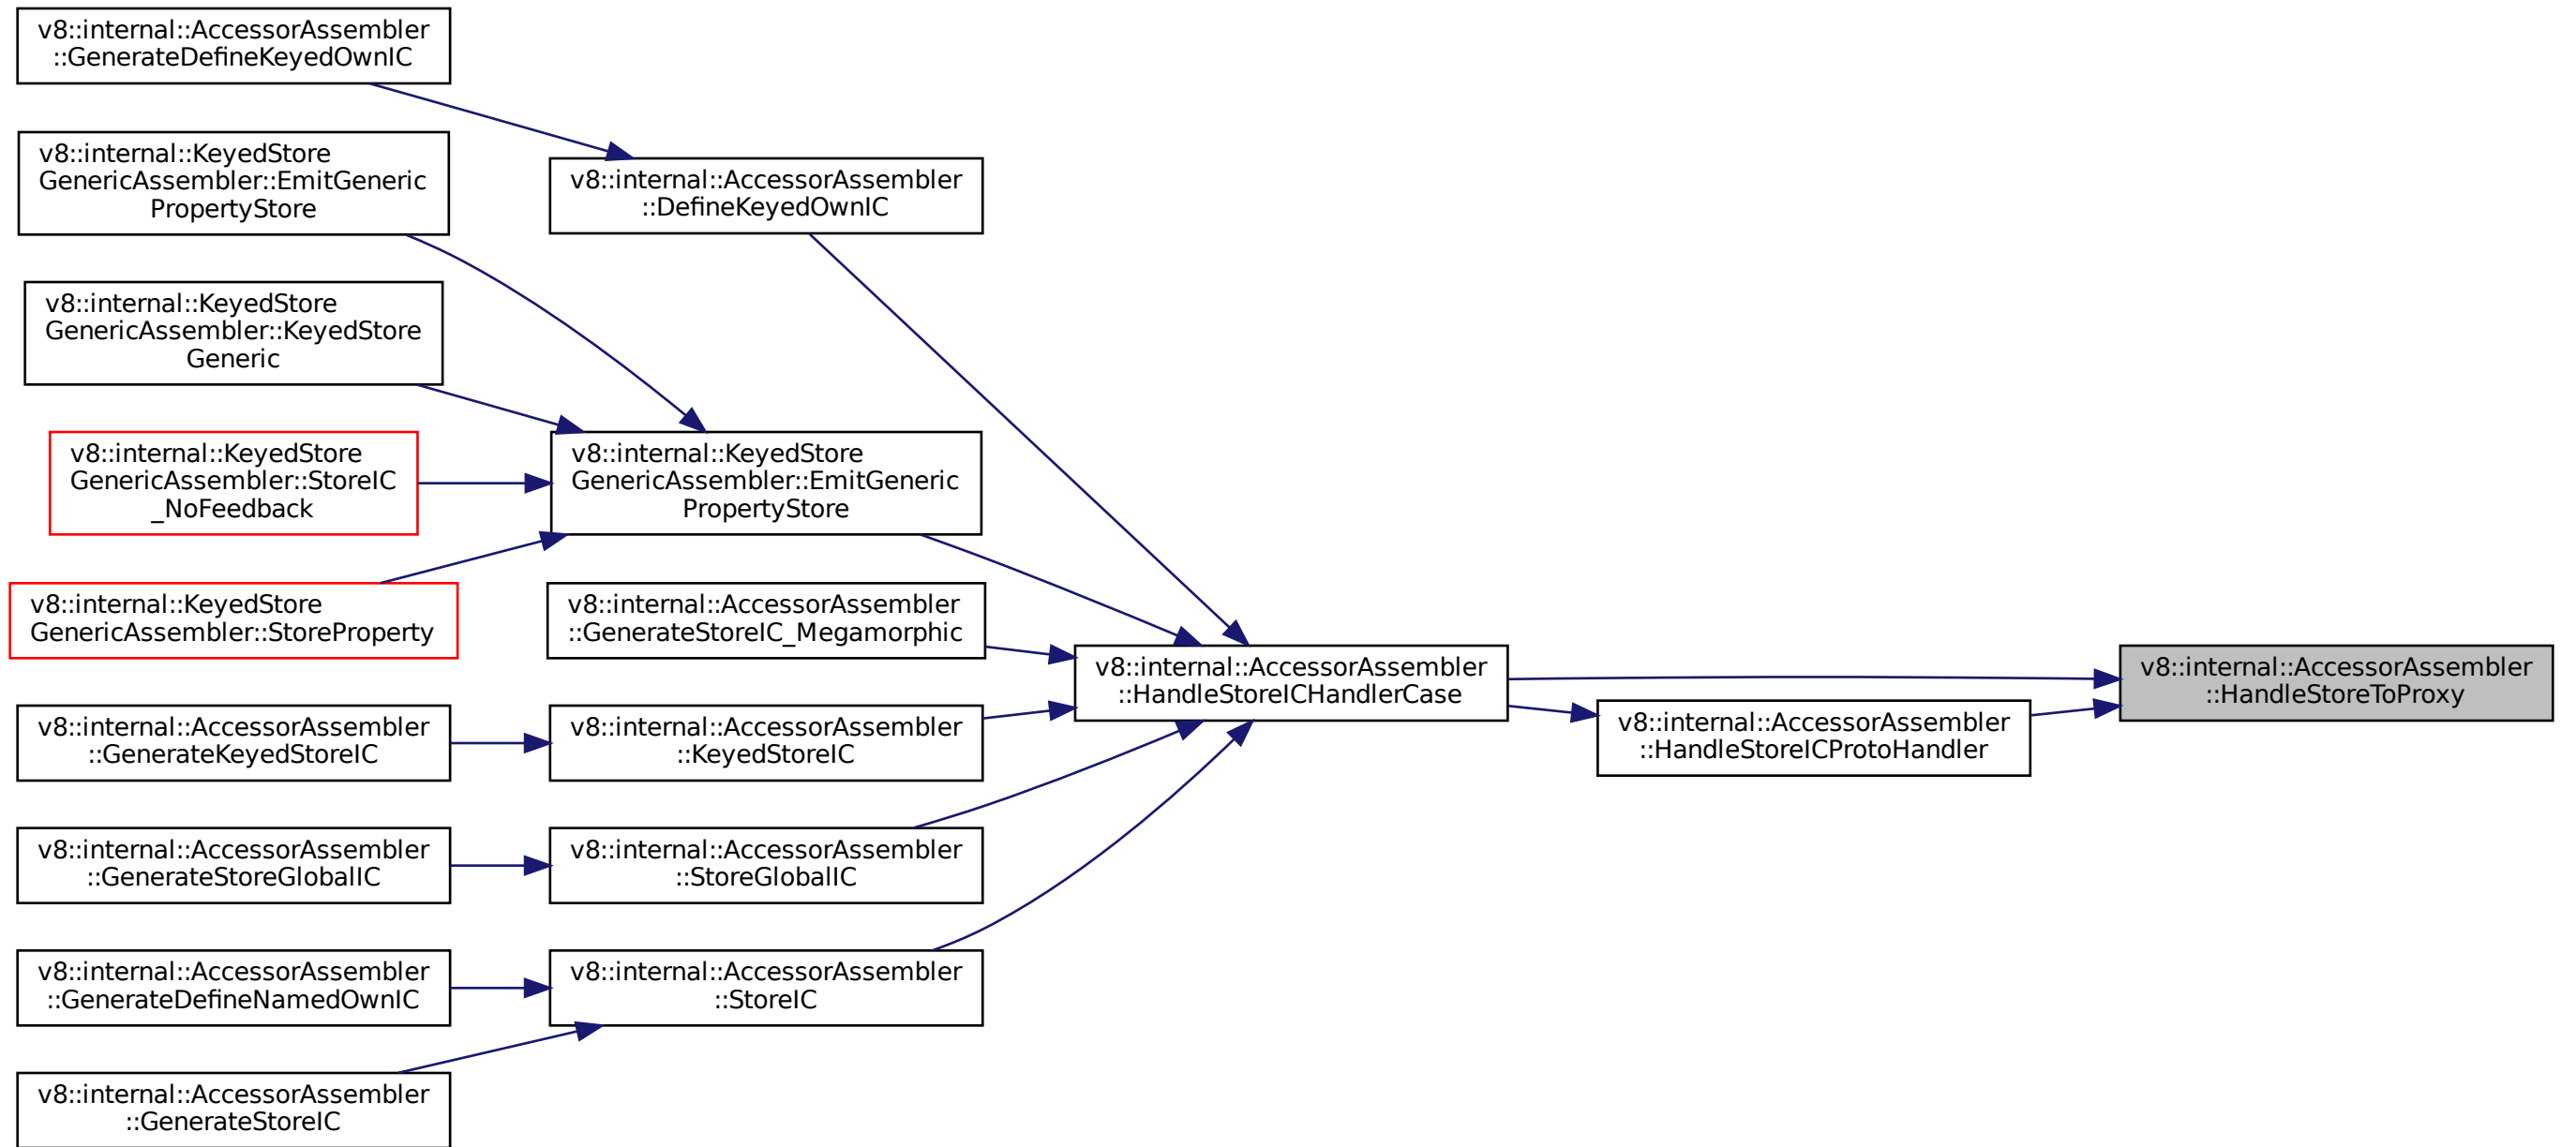 v8::internal::AccessorAssembler
::GenerateDefineKeyedOwnIC
v8::internal::KeyedStore
GenericAssembler::EmitGeneric
PropertyStore
v8::internal::KeyedStore
GenericAssembler::KeyedStore
Generic
v8::internal::KeyedStore
GenericAssembler::StoreIC
_NoFeedback
v8::internal::KeyedStore
GenericAssembler::StoreProperty
v8::internal::AccessorAssembler
::GenerateKeyedStoreIC
v8::internal::AccessorAssembler
::GenerateStoreGlobalIC
v8::internal::AccessorAssembler
::GenerateDefineNamedOwnIC
v8::internal::AccessorAssembler
::GenerateStoreIC
v8::internal::AccessorAssembler
::DefineKeyedOwnIC
v8::internal::KeyedStore
GenericAssembler::EmitGeneric
PropertyStore
v8::internal::AccessorAssembler
::GenerateStoreIC_Megamorphic
v8::internal::AccessorAssembler
::KeyedStoreIC
v8::internal::AccessorAssembler
::StoreGlobalIC
v8::internal::AccessorAssembler
::StoreIC
v8::internal::AccessorAssembler
::HandleStoreICHandlerCase
v8::internal::AccessorAssembler
::HandleStoreICProtoHandler
v8::internal::AccessorAssembler
::HandleStoreToProxy